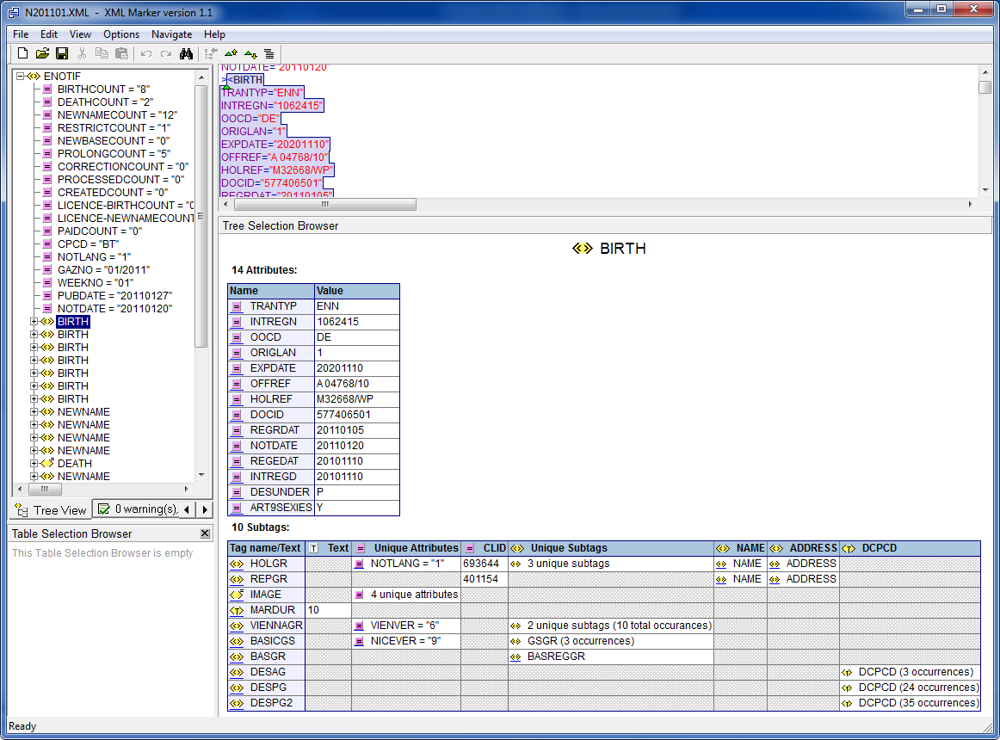 N201101.XML - XML Marker version 1.1
File Edit View Options Navigate Help
ENOTIF
BIRTHCOUNT = "8"
DEATHCOUNT = "2"
NEWNAMECOUNT = "12"
RESTRICTCOUNT = "1"
NEWBASECOUNT = "0"
PROLONGCOUNT = "5"
CORRECTIONCOUNT = "0"
PROCESSEDCOUNT = "0"
CREATEDCOUNT = "0"
LICENCE-BIRTHCOUNT = "0
LICENCE-NEWNAMECOUNT
PAIDCOUNT = "0"
CPCD = "BT"
NOTLANG = "1"
GAZNO = "01/2011"
WEEKNO = "01"
PUBDATE = "20110127"
NOTDATE = "20110120"
BIRTH
BIRTH
BIRTH
BIRTH
BIRTH
BIRTH
BIRTH
NEWNAME
NEWNAME
NEWNAME
NEWNAME
DEATH
NEWNAME
Tree View 0 warning(s),
Table Selection Browser
This Table Selection Browser is empty
NOTDATE="20110120"
><BIRTH
TRANTYP="ENN"
INTREGN="1062415"
OOCD="DE"
ORIGLAN="1"
EXPDATE="20201110"
OFFREF="A 04768/10"
HOLREF="M32668/WP"
DOCID="577406501"
REGRDAT="20110105"
Tree Selection Browser
BIRTH
14 Attributes:
Name Value
TRANTYP ENN
INTREGN 1062415
OOCD DE
ORIGLAN 1
EXPDATE 20201110
OFFREF A 04768/10
HOLREF M32668/WP
DOCID 577406501
REGRDAT 20110105
NOTDATE 20110120
REGEDAT 20101110
INTREGD 20101110
DESUNDER P
ART9SEXIES Y
10 Subtags:
Tag name/Text T Text Unique Attributes CLID Unique Subtags NAME ADDRESS DCPCD
HOLGR NOTLANG = "1" 693644 3 unique subtags NAME ADDRESS
REPGR 401154 NAME ADDRESS
IMAGE 4 unique attributes
MARDUR 10
VIENNAGR VIENVER = "6" 2 unique subtags (10 total occurances)
BASICGS NICEVER = "9" GSGR (3 occurrences)
BASGR BASREGGR
DESAG DCPCD (3 occurrences)
DESPG DCPCD (24 occurrences)
DESPG2 DCPCD (35 occurrences)
Ready